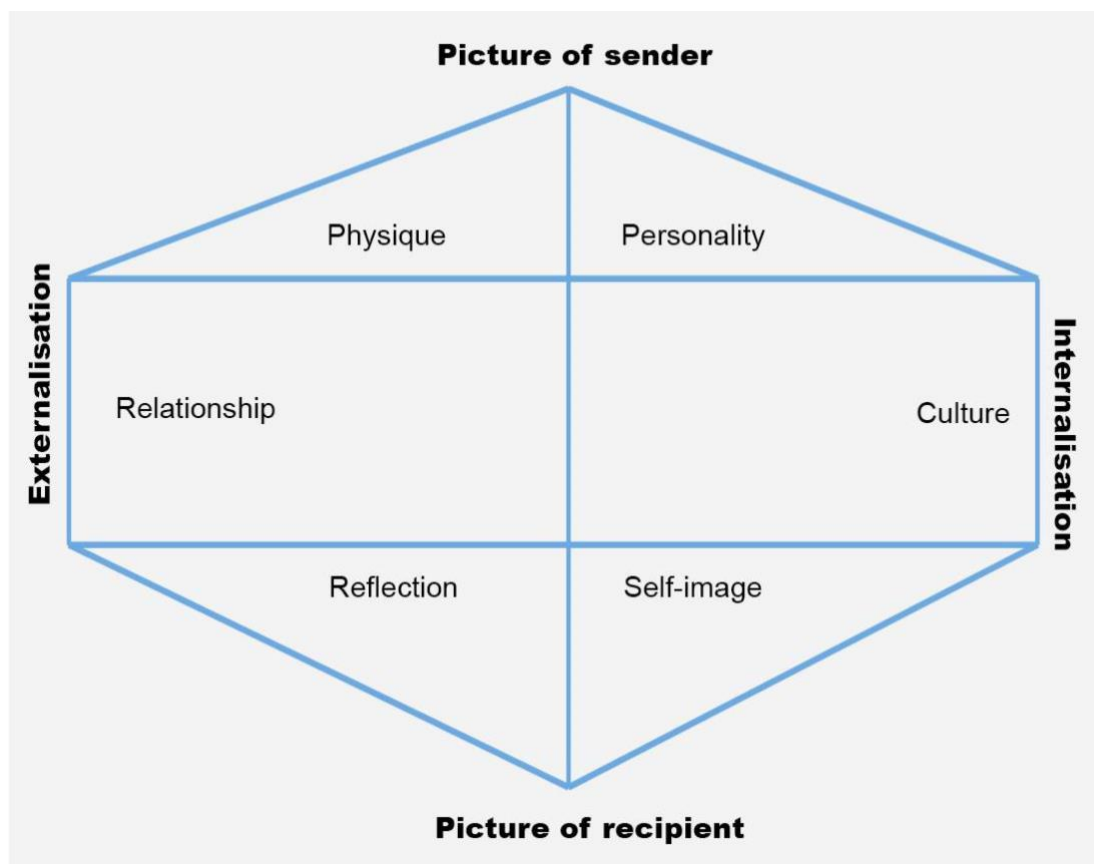 Picture of sender
Physique
Personality
Externalisation
Relationship
Culture
Internalisation
Reflection
Self-image
Picture of recipient